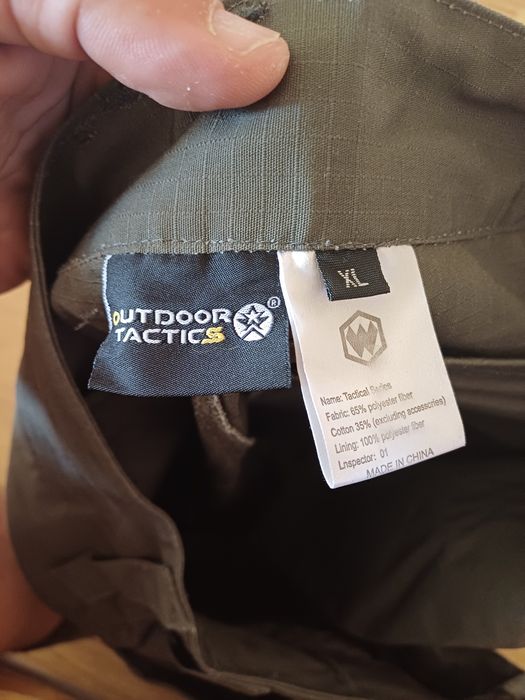 OUTDOOR
TACTICS
®
XL
Name: Tactical Series
Fabric: 65% polyester fiber
Cotton 35% (excluding accessories)
Lining: 100% polyester fiber
Lnspector: 01
MADE IN CHINA